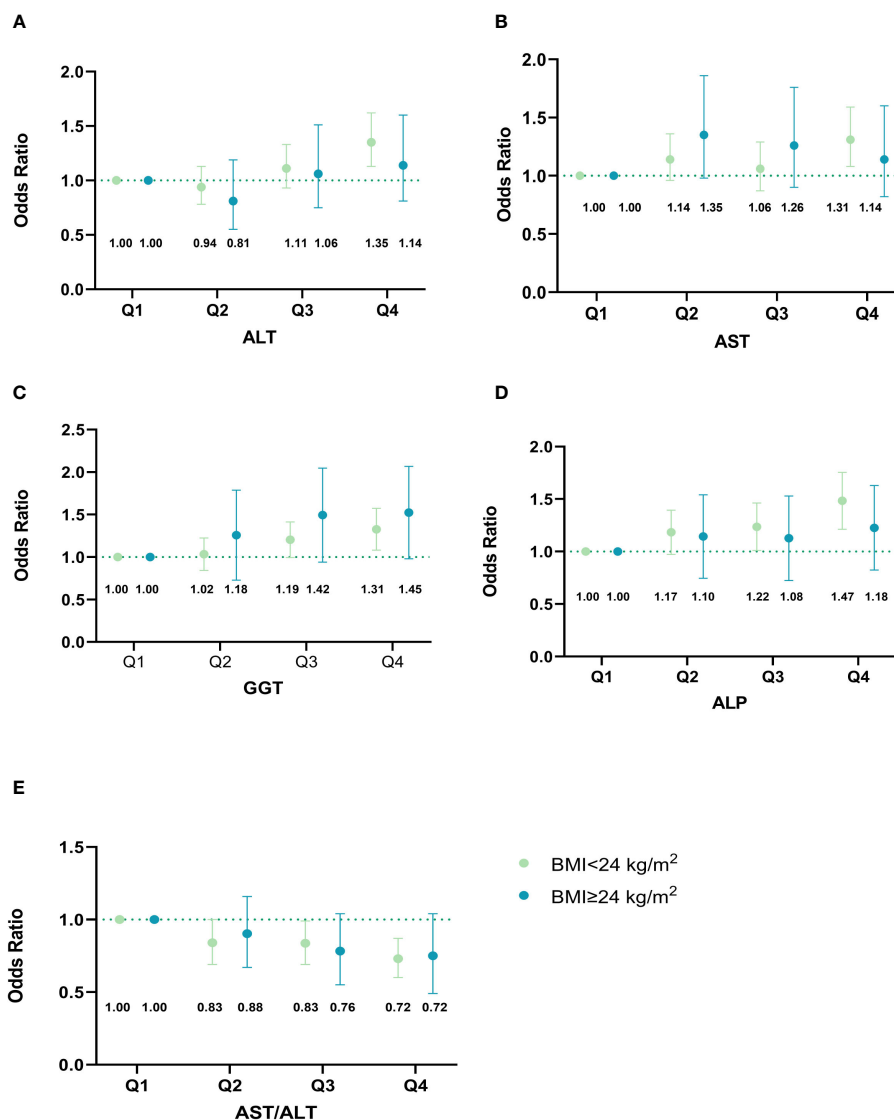 A
2.0
1.5
1.0
0.5
0.0
Odds Ratio
1.00 1.00 0.94 0.81 1.11 1.06 1.35 1.14
Q1 Q2 Q3 Q4
ALT
B
2.0
1.5
1.0
0.5
0.0
Odds Ratio
1.00 1.00 1.14 1.35 1.06 1.26 1.31 1.14
Q1 Q2 Q3 Q4
AST
C
2.5
2.0
1.5
1.0
0.5
0.0
Odds Ratio
1.00 1.00 1.02 1.18 1.19 1.42 1.31 1.45
Q1 Q2 Q3 Q4
GGT
D
2.0
1.5
1.0
0.5
0.0
Odds Ratio
1.00 1.00 1.17 1.10 1.22 1.08 1.47 1.18
Q1 Q2 Q3 Q4
ALP
E
1.5
1.0
0.5
0.0
Odds Ratio
1.00 1.00 0.83 0.88 0.83 0.76 0.72 0.72
Q1 Q2 Q3 Q4
AST/ALT
BMI<24 kg/m²
BMI≥24 kg/m²